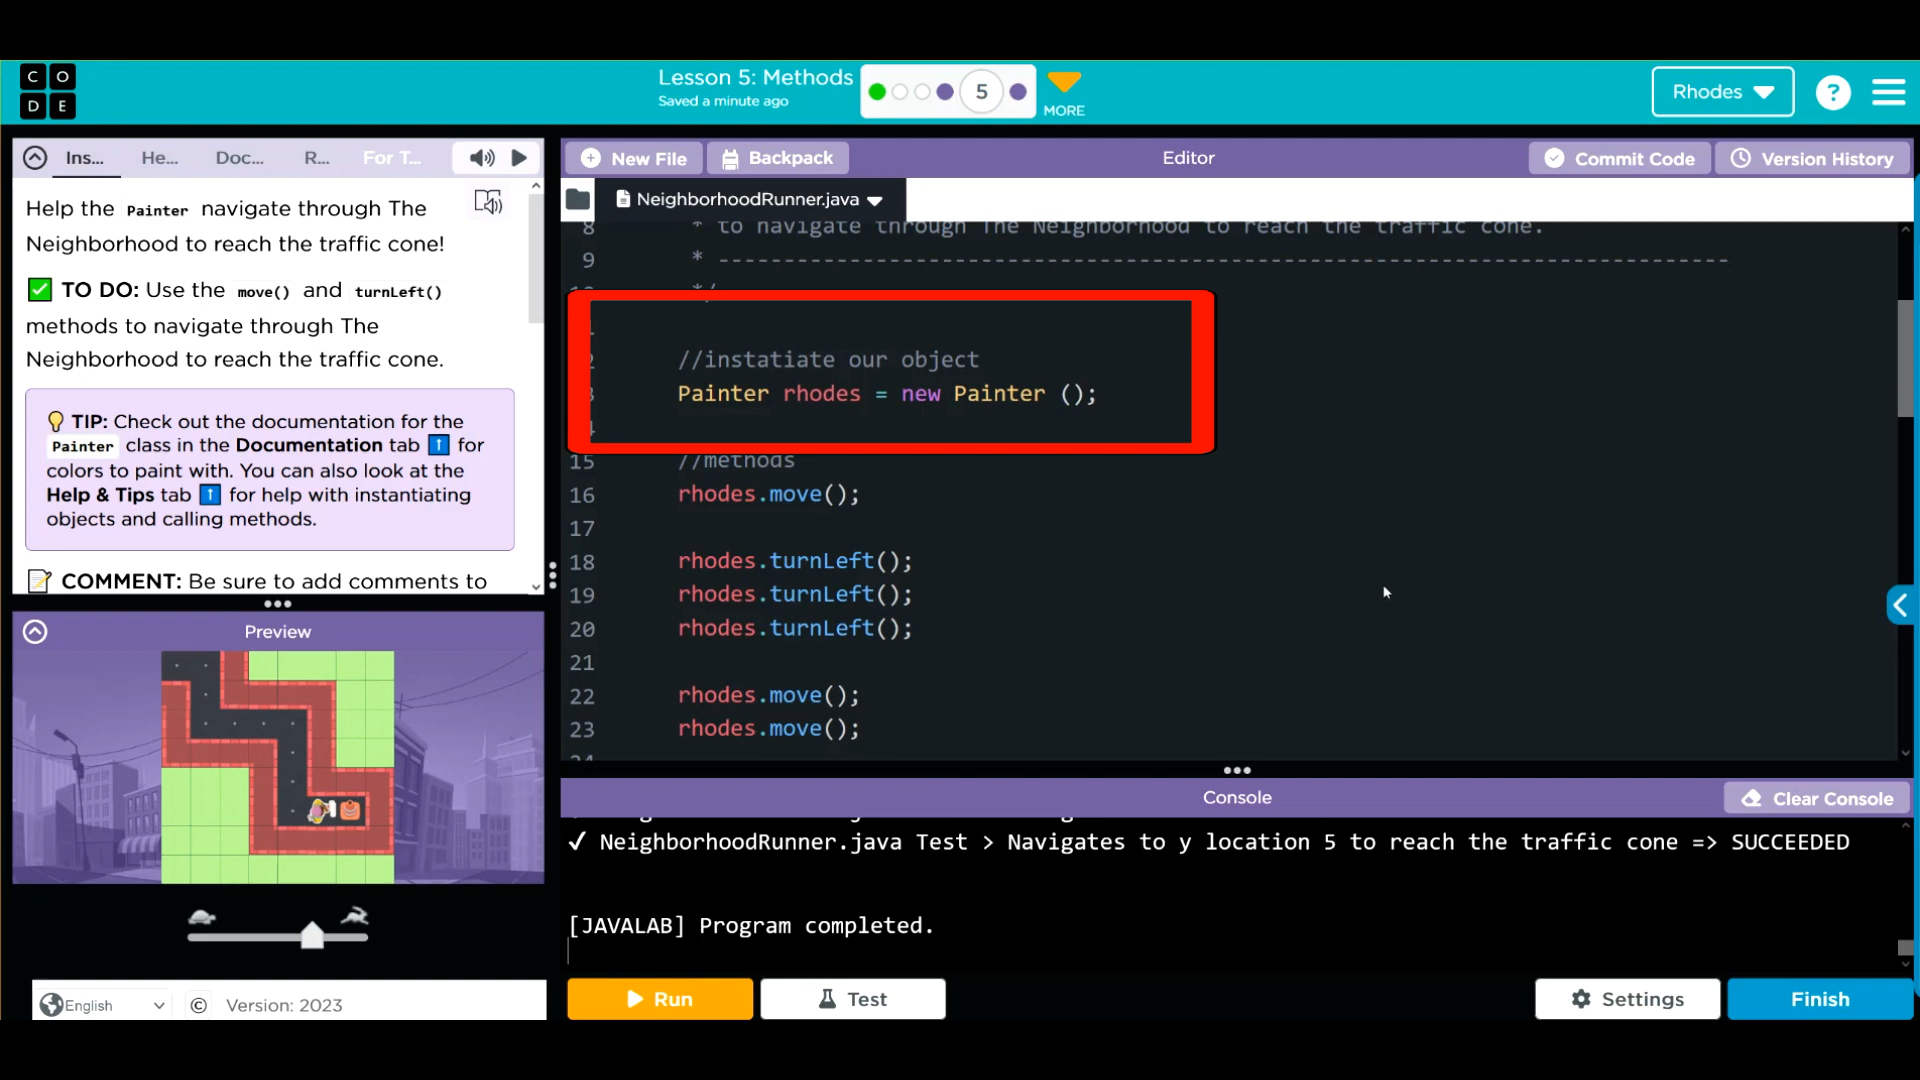 C O
D E
Lesson 5: Methods
Saved a minute ago
5
MORE
Rhodes
?
Ins...
He...
Doc...
R...
For T...
New File
Backpack
Editor
Commit Code
Version History
Help the Painter navigate through The
Neighborhood to reach the traffic cone!
TO DO: Use the move() and turnLeft()
methods to navigate through The
Neighborhood to reach the traffic cone.
TIP: Check out the documentation for the
Painter class in the Documentation tab for
colors to paint with. You can also look at the
Help & Tips tab for help with instantiating
objects and calling methods.
COMMENT: Be sure to add comments to
Preview
NeighborhoodRunner.java
8 * to navigate through The Neighborhood to reach the traffic cone.
9 * ------------------------------------------------------------------------------
*/
//instatiate our object
Painter rhodes = new Painter ();
15 //methods
16 rhodes.move();
17
18 rhodes.turnLeft();
19 rhodes.turnLeft();
20 rhodes.turnLeft();
21
22 rhodes.move();
23 rhodes.move();
Console
Clear Console
✓ NeighborhoodRunner.java Test > Navigates to y location 5 to reach the traffic cone => SUCCEEDED
[JAVALAB] Program completed.
English
©
Version: 2023
Run
Test
Settings
Finish